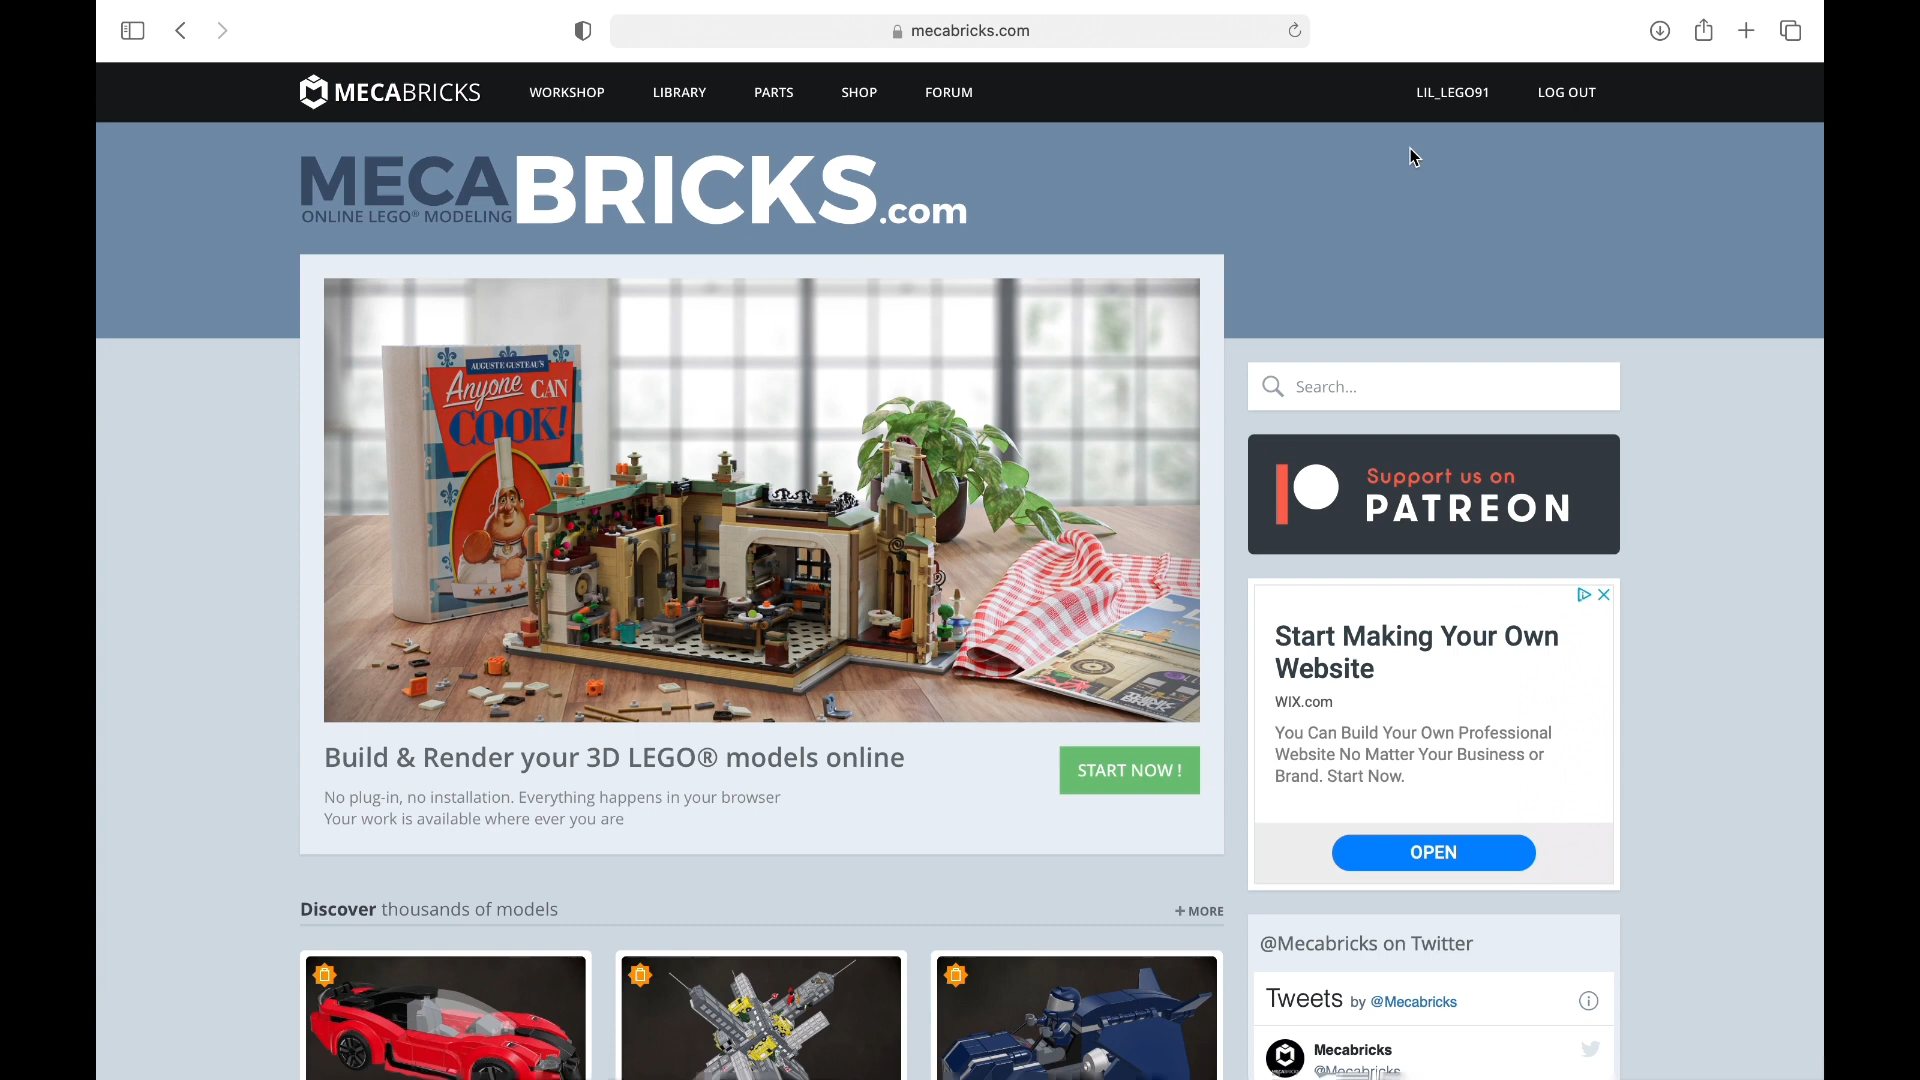 mecabricks.com
MECABRICKS
WORKSHOP
LIBRARY
PARTS
SHOP
FORUM
LIL_LEGO91
LOG OUT
MECABRICKS.com
ONLINE LEGO® MODELING
AUGUSTE GUSTEAU'S
Anyone CAN
COOK!
Search...
Support us on
PATREON
Start Making Your Own
Website
WIX.com
You Can Build Your Own Professional
Website No Matter Your Business or
Brand. Start Now.
OPEN
Build & Render your 3D LEGO® models online
START NOW !
No plug-in, no installation. Everything happens in your browser
Your work is available where ever you are
Discover thousands of models
+ MORE
@Mecabricks on Twitter
Tweets by @Mecabricks
Mecabricks
@Mecabricks